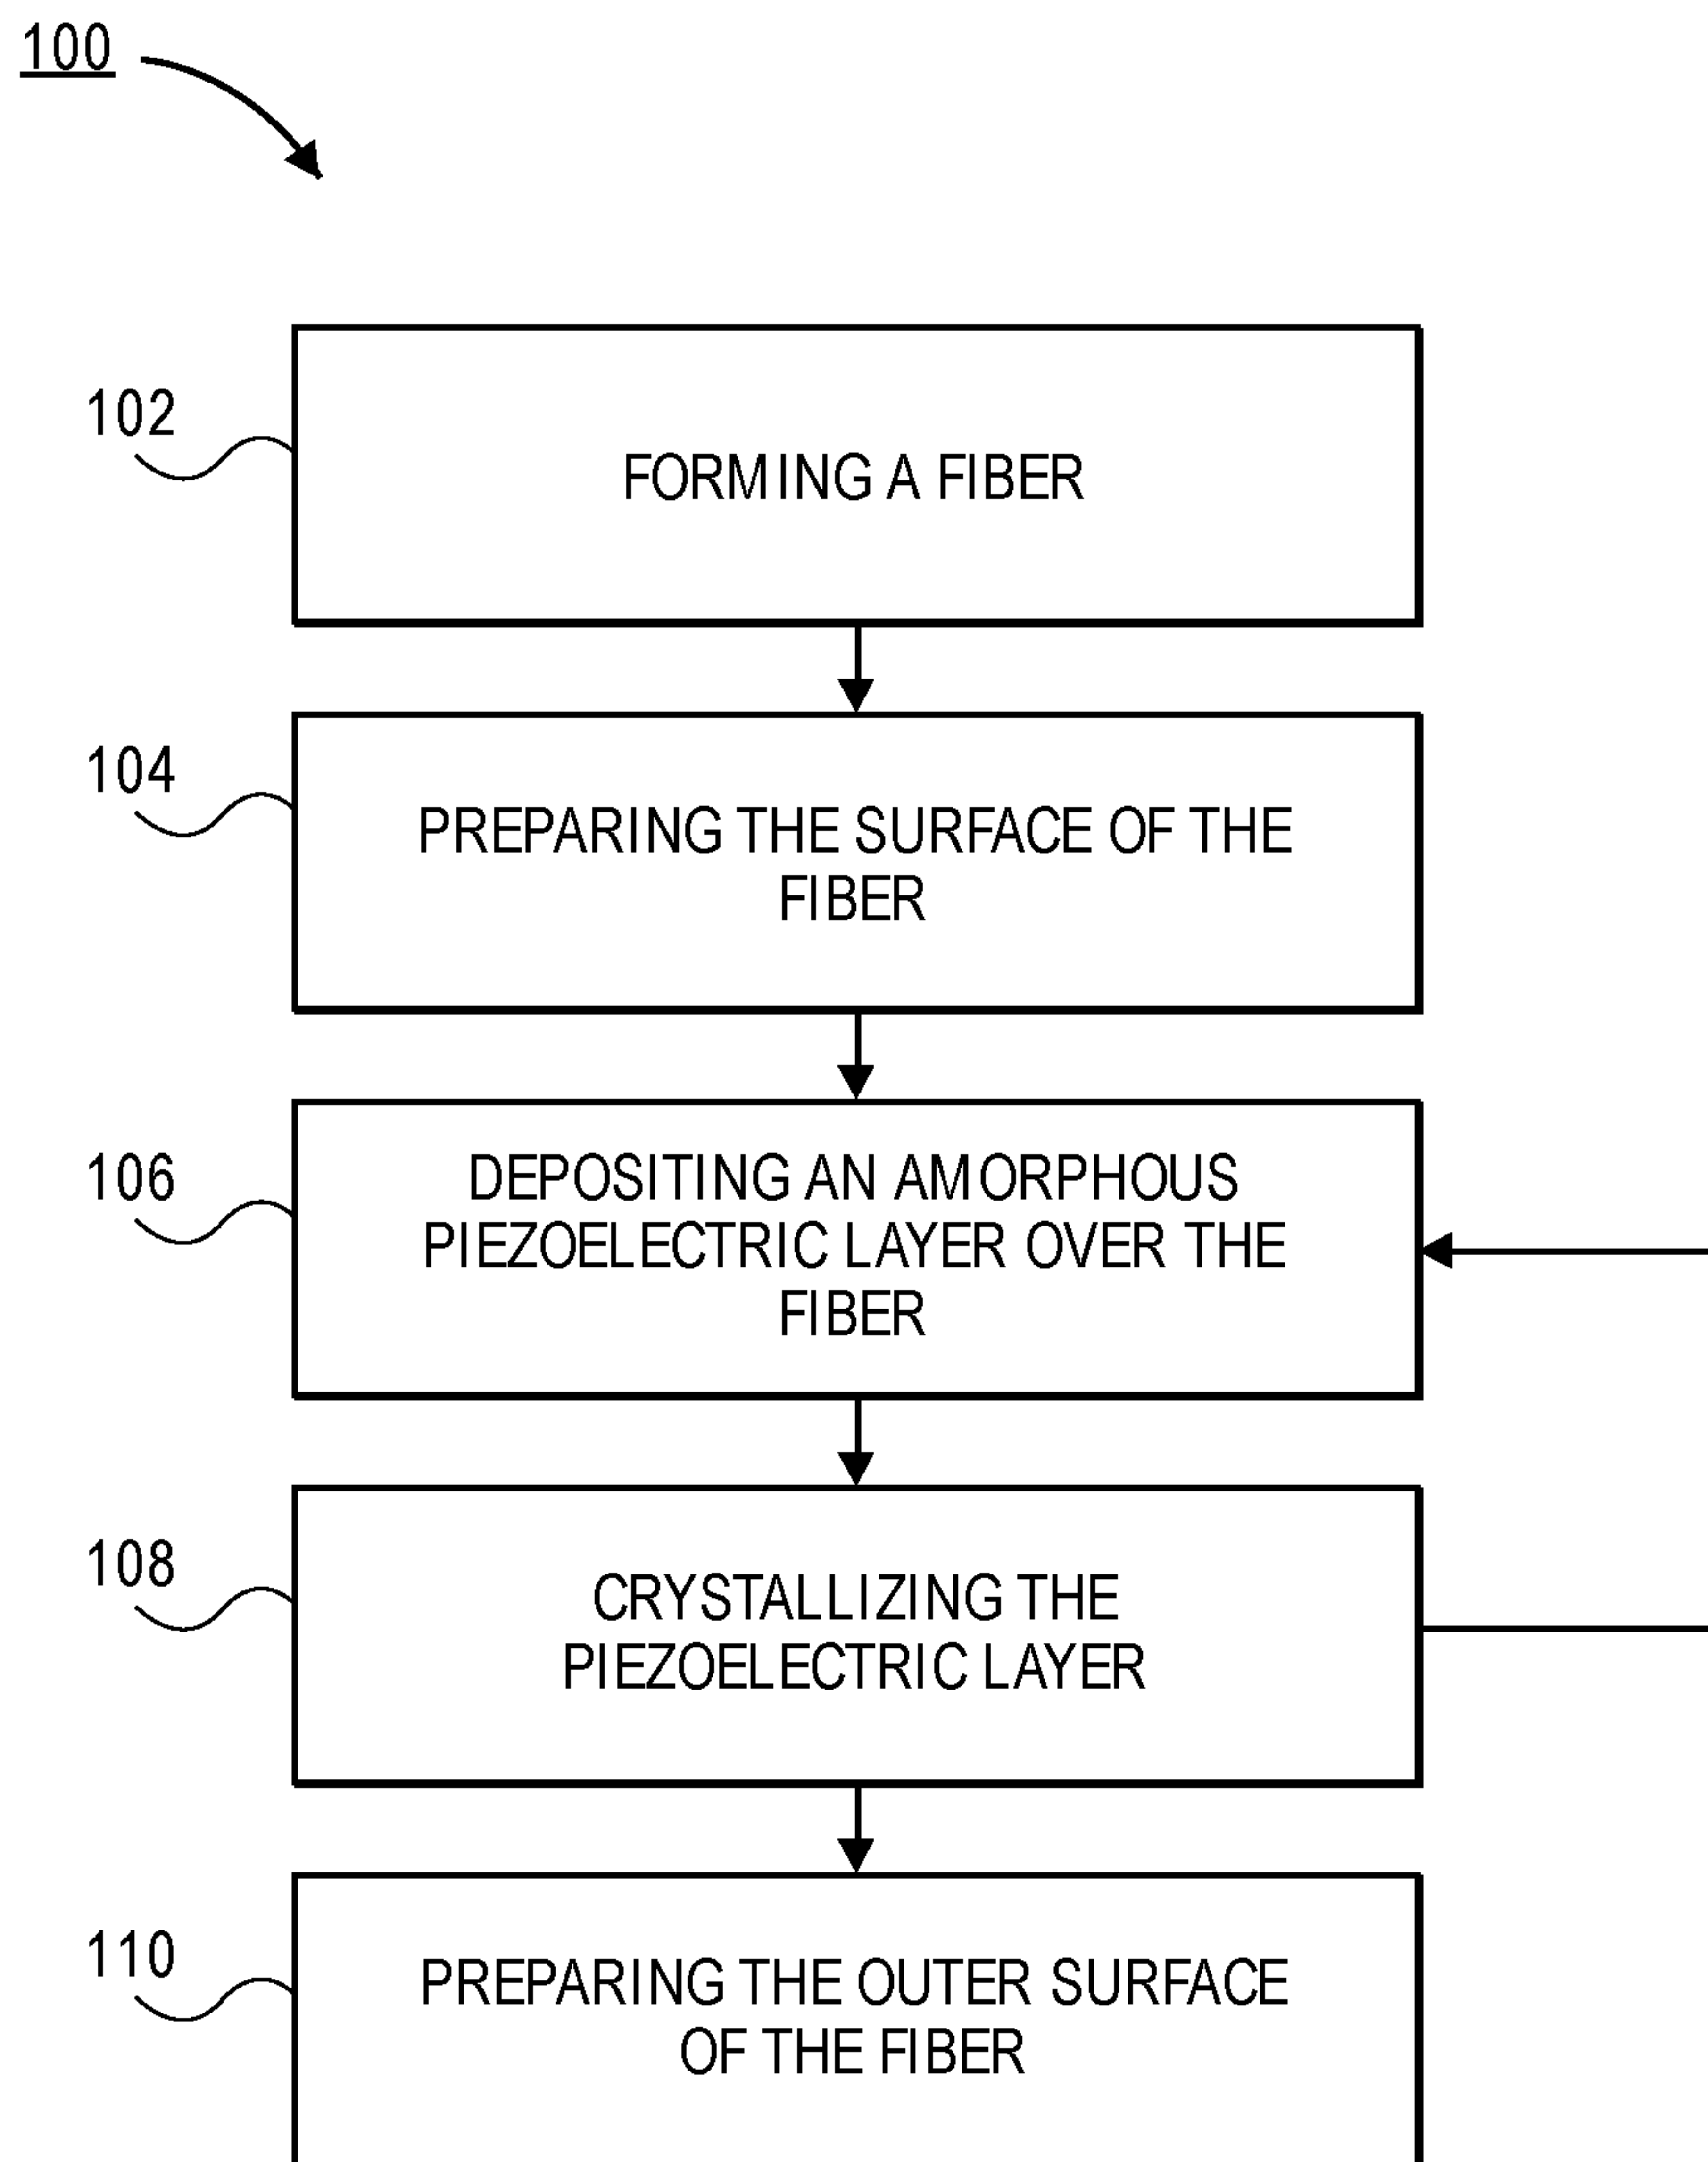 100
102
FORMING A FIBER
104
PREPARING THE SURFACE OF THE
FIBER
106
DEPOSITING AN AMORPHOUS
PIEZOELECTRIC LAYER OVER THE
FIBER
108
CRYSTALLIZING THE
PIEZOELECTRIC LAYER
110
PREPARING THE OUTER SURFACE
OF THE FIBER